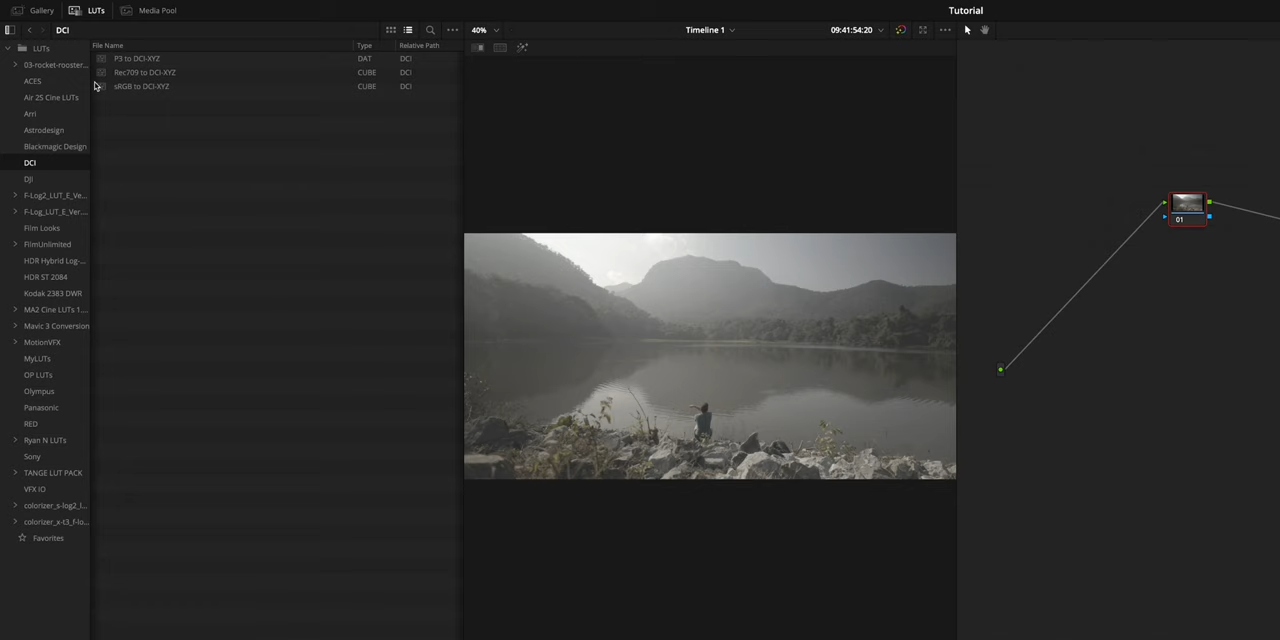 Gallery LUTs Media Pool Tutorial
DCI 40% Timeline 1 09:41:54:20
LUTs
03-rocket-rooster...
ACES
Air 2S Cine LUTs
Arri
Astrodesign
Blackmagic Design
DCI
DJI
F-Log2_LUT_E_Ve...
F-Log_LUT_E_Ver....
Film Looks
FilmUnlimited
HDR Hybrid Log-...
HDR ST 2084
Kodak 2383 DWR
MA2 Cine LUTs 1....
Mavic 3 Conversion
MotionVFX
MyLUTs
OP LUTs
Olympus
Panasonic
RED
Ryan N LUTs
Sony
TANGE LUT PACK
VFX IO
colorizer_s-log2_l...
colorizer_x-t3_f-lo...
Favorites
File Name Type Relative Path
P3 to DCI-XYZ DAT DCI
Rec709 to DCI-XYZ CUBE DCI
sRGB to DCI-XYZ CUBE DCI
01